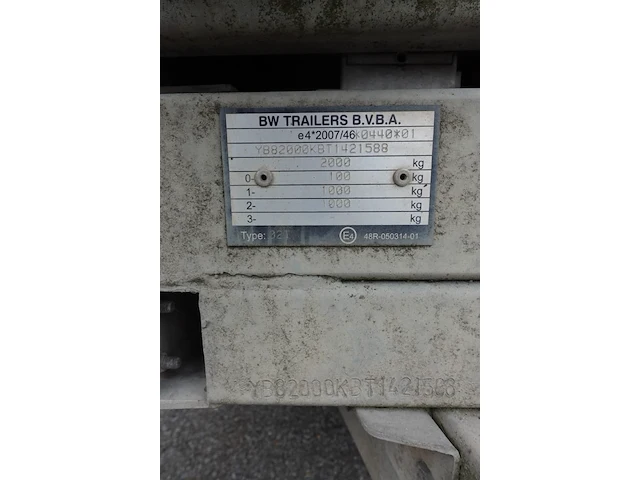 BW TRAILERS B.V.B.A.
e4*2007/46*0440*01
YB82000KBT1421588
2000 kg
0- 100 kg
1- 1000 kg
2- 1000 kg
3- kg
Type: 02T E4 48R-050314-01
YB82000KBT1421588